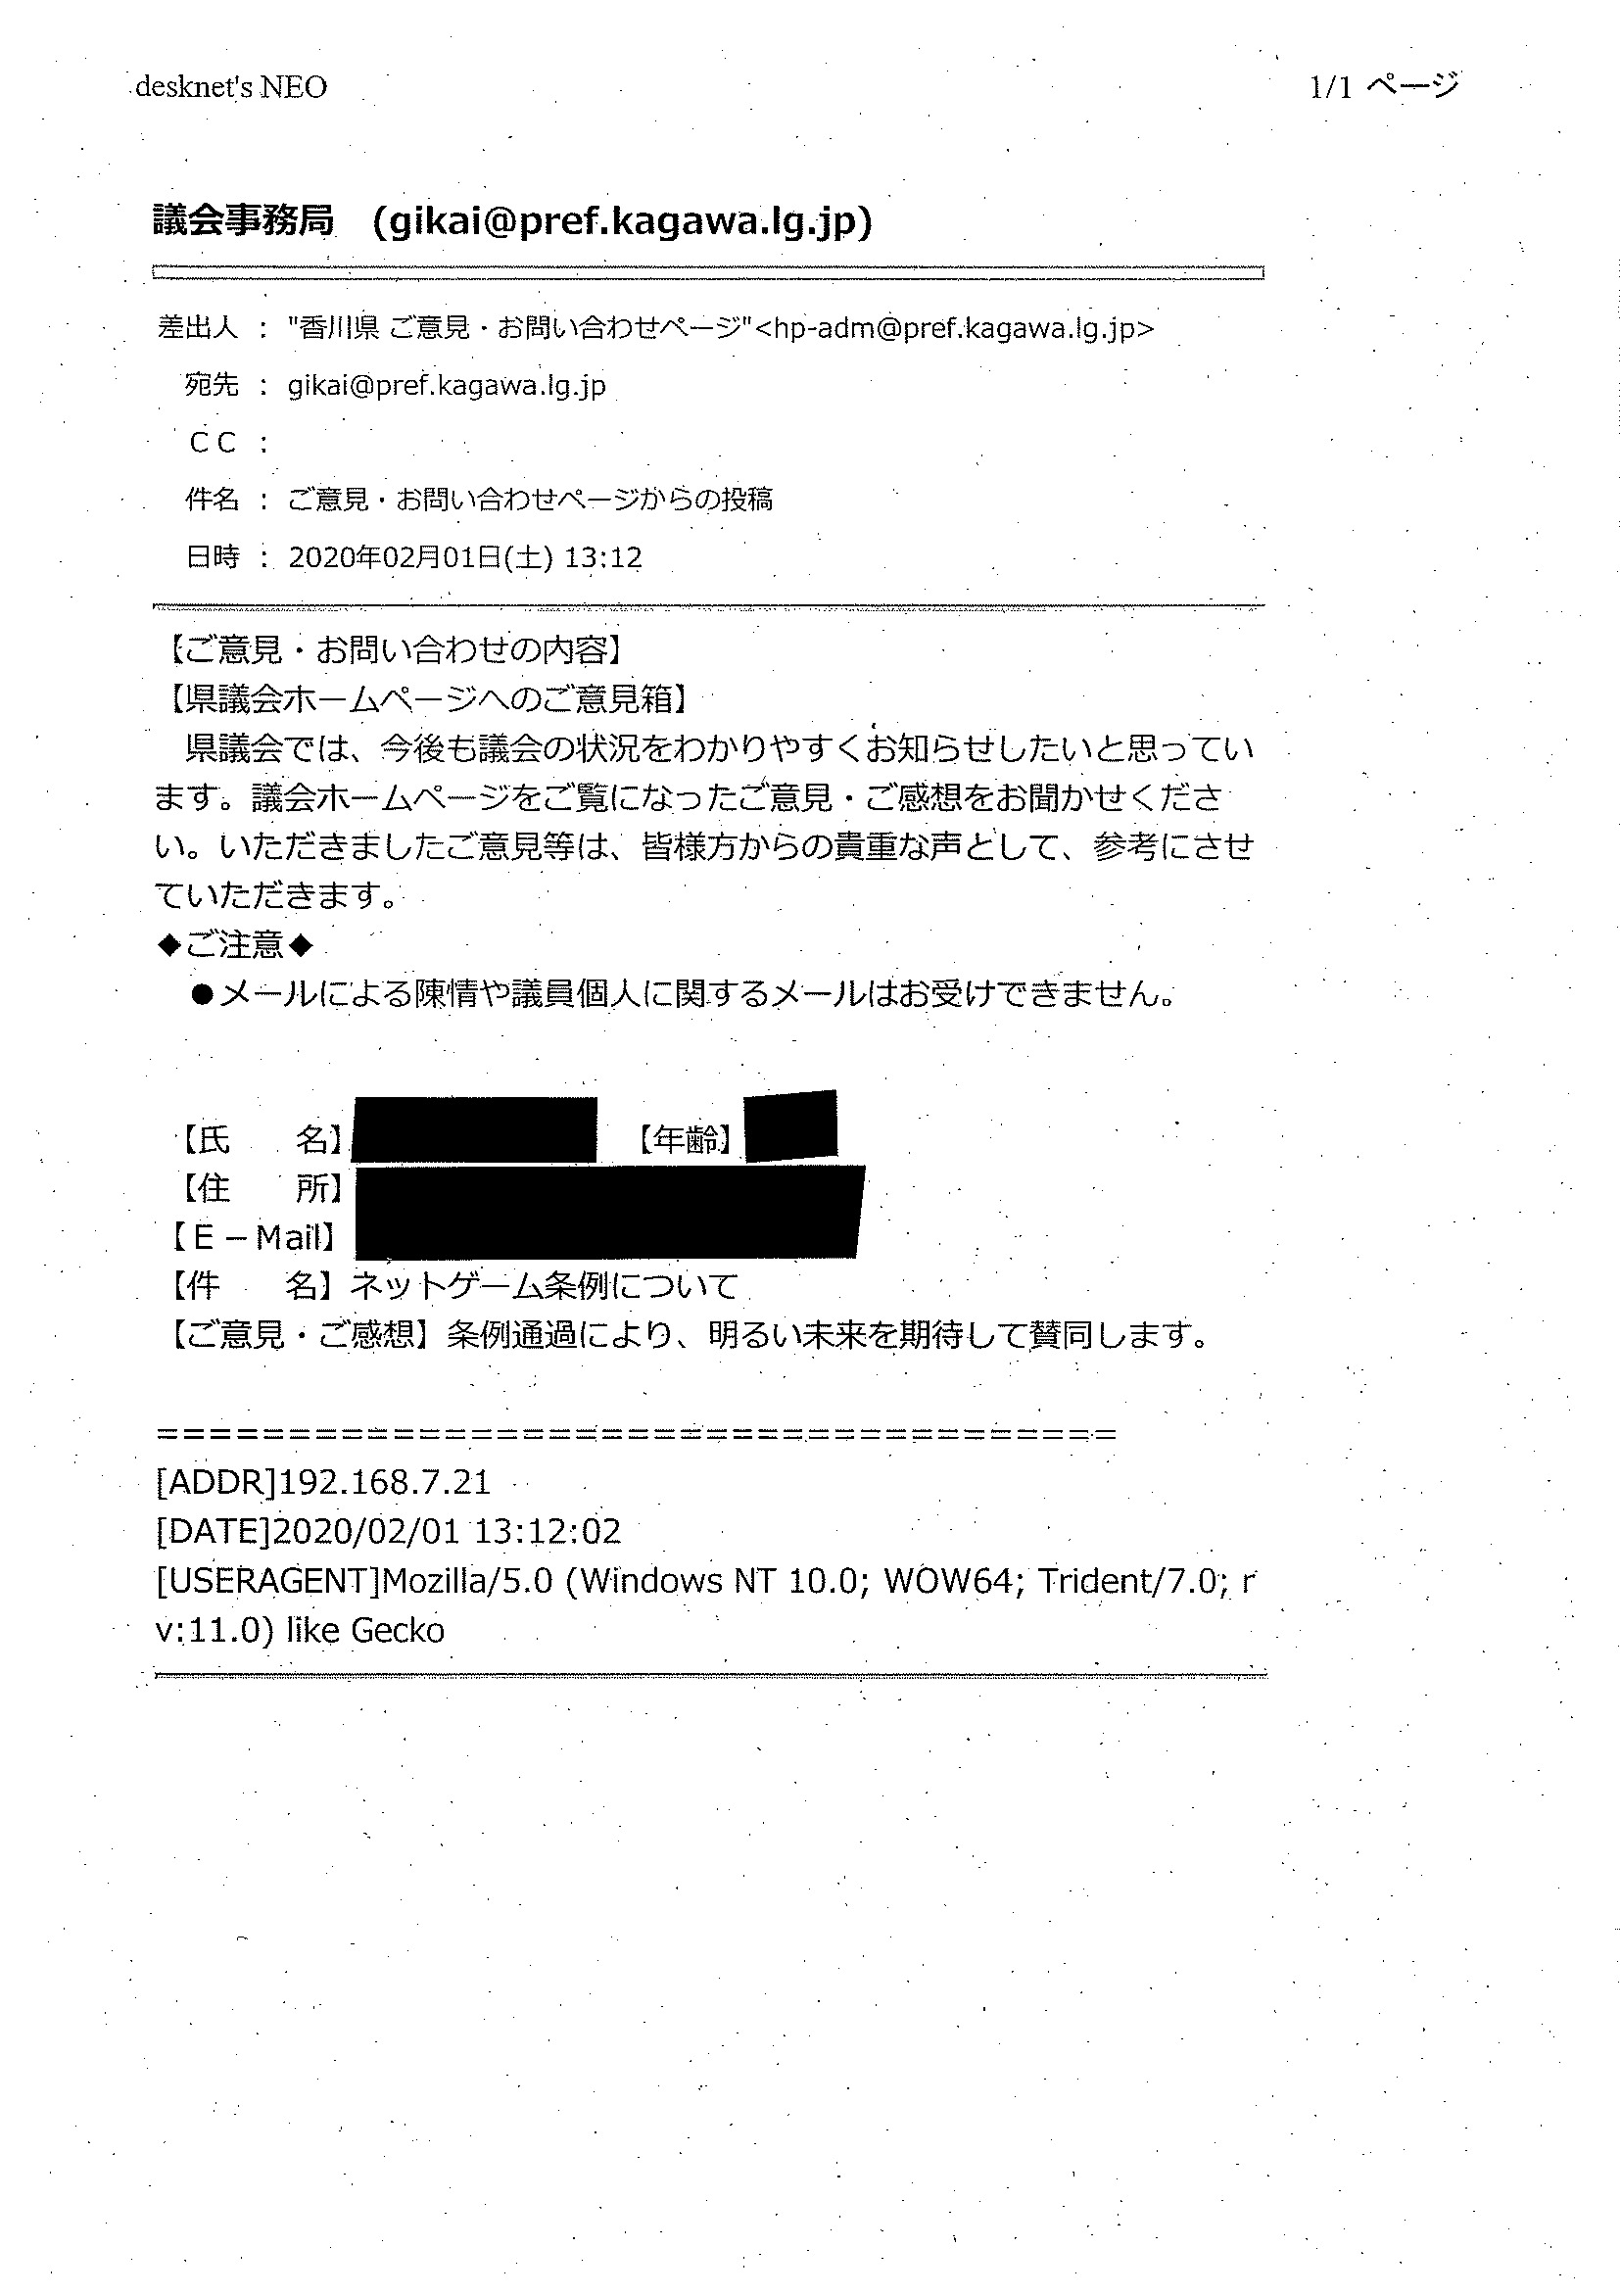 desknet's NEO
1/1 ページ
議会事務局 (gikai@pref.kagawa.lg.jp)
差出人 : "香川県 ご意見・お問い合わせページ"<hp-adm@pref.kagawa.lg.jp>
宛先 : gikai@pref.kagawa.lg.jp
ＣＣ :
件名 : ご意見・お問い合わせページからの投稿
日時 : 2020年02月01日(土) 13:12
【ご意見・お問い合わせの内容】
【県議会ホームページへのご意見箱】
　県議会では、今後も議会の状況をわかりやすくお知らせしたいと思ってい
ます。議会ホームページをご覧になったご意見・ご感想をお聞かせくださ
い。いただきましたご意見等は、皆様方からの貴重な声として、参考にさせ
ていただきます。
◆ご注意◆
　●メールによる陳情や議員個人に関するメールはお受けできません。
【氏　　名】　【年齢】
【住　　所】
【Ｅ－Mail】
【件　　名】ネットゲーム条例について
【ご意見・ご感想】条例通過により、明るい未来を期待して賛同します。
=====================================
[ADDR]192.168.7.21
[DATE]2020/02/01 13:12:02
[USERAGENT]Mozilla/5.0 (Windows NT 10.0; WOW64; Trident/7.0; r
v:11.0) like Gecko